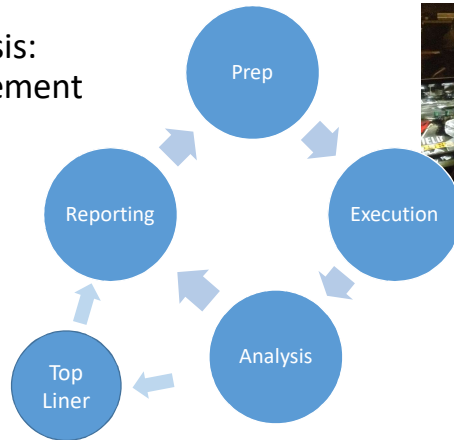 sis:
ement
Prep
Reporting
Execution
Analysis
Top
Liner